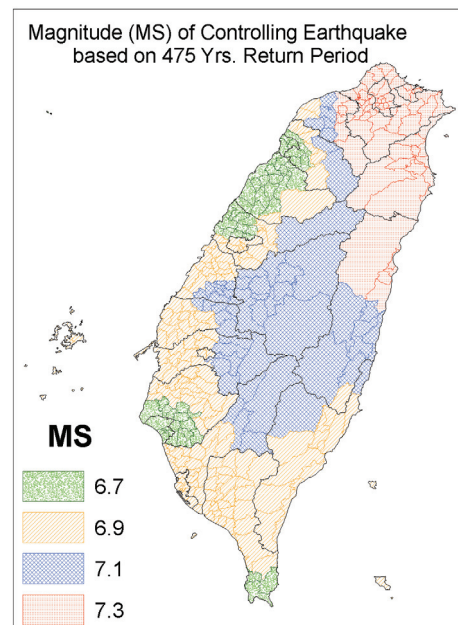 Magnitude (MS) of Controlling Earthquake
based on 475 Yrs. Return Period
MS
6.7
6.9
7.1
7.3